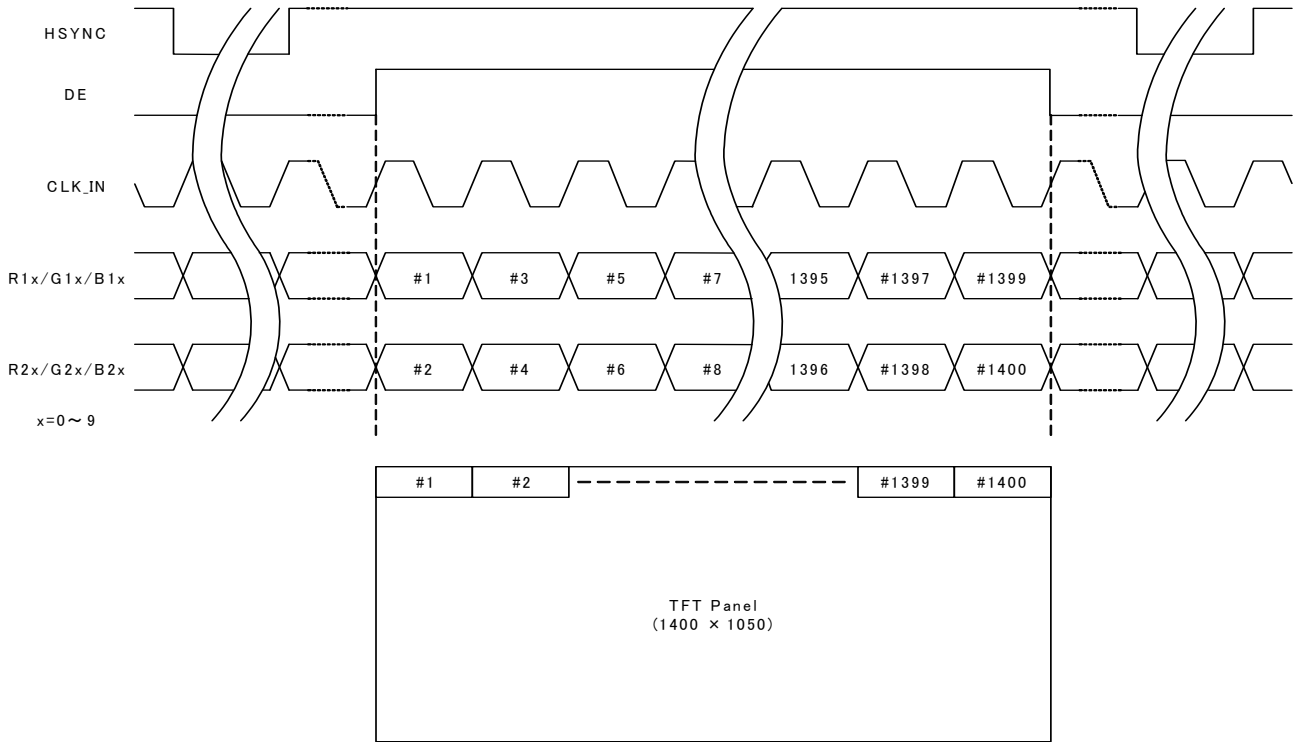 HSYNC
DE
CLK_IN
R1x/G1x/B1x #1 #3 #5 #7 1395 #1397 #1399
R2x/G2x/B2x #2 #4 #6 #8 1396 #1398 #1400
x=0～9
#1 #2 #1399 #1400
TFT Panel
(1400 × 1050)